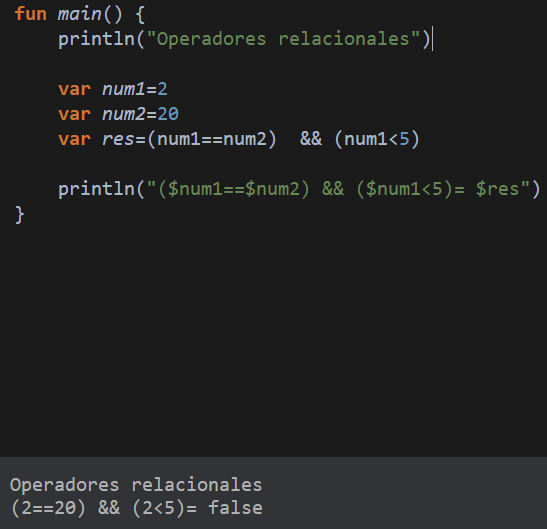 fun main() {
    println("Operadores relacionales")
    var num1=2
    var num2=20
    var res=(num1==num2)  && (num1<5)
    println("($num1==$num2) && ($num1<5)= $res")
}
Operadores relacionales
(2==20) && (2<5)= false